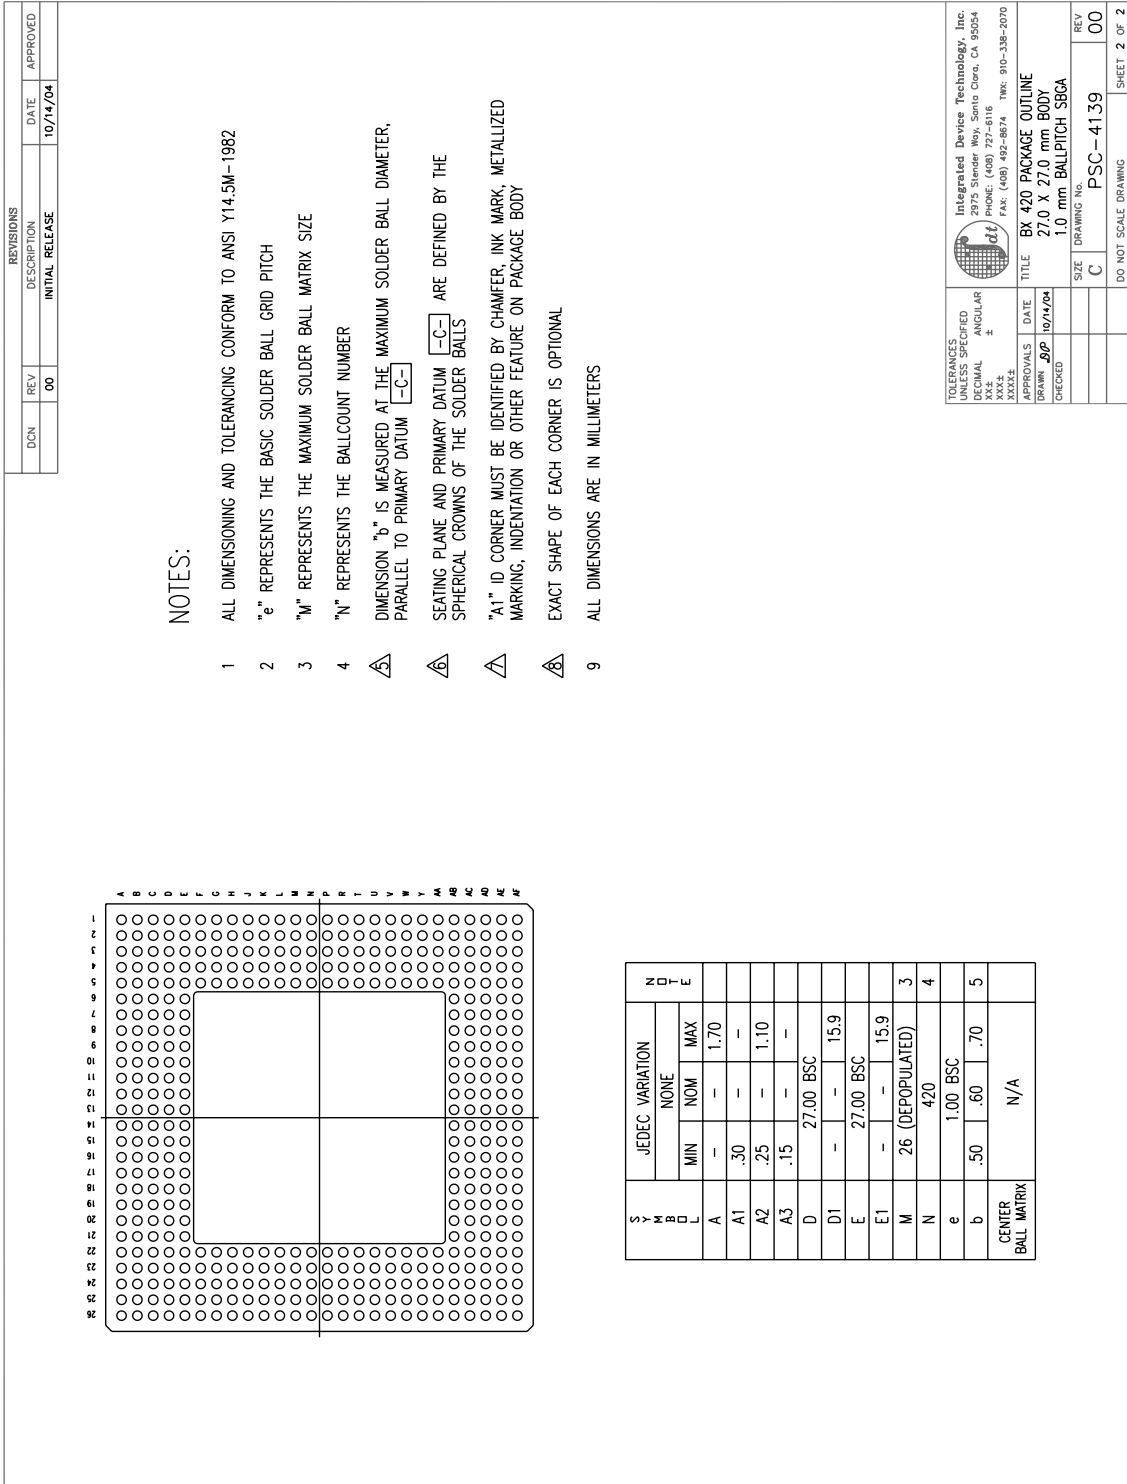 REVISIONS
DCN REV DESCRIPTION DATE APPROVED
00 INITIAL RELEASE 10/14/04
NOTES:
1 ALL DIMENSIONING AND TOLERANCING CONFORM TO ANSI Y14.5M-1982
2 "e" REPRESENTS THE BASIC SOLDER BALL GRID PITCH
3 "M" REPRESENTS THE MAXIMUM SOLDER BALL MATRIX SIZE
4 "N" REPRESENTS THE BALLCOUNT NUMBER
5 DIMENSION "b" IS MEASURED AT THE MAXIMUM SOLDER BALL DIAMETER,
PARALLEL TO PRIMARY DATUM -C-
6 SEATING PLANE AND PRIMARY DATUM -C- ARE DEFINED BY THE
SPHERICAL CROWNS OF THE SOLDER BALLS
7 "A1" ID CORNER MUST BE IDENTIFIED BY CHAMFER, INK MARK, METALLIZED
MARKING, INDENTATION OR OTHER FEATURE ON PACKAGE BODY
8 EXACT SHAPE OF EACH CORNER IS OPTIONAL
9 ALL DIMENSIONS ARE IN MILLIMETERS
26 25 24 23 22 21 20 19 18 17 16 15 14 13 12 11 10 9 8 7 6 5 4 3 2 1
A
B
C
D
E
F
G
H
J
K
L
M
N
P
R
T
U
V
W
Y
AA
AB
AC
AD
AE
AF
SYMBOL JEDEC VARIATION NOTE
NONE
MIN NOM MAX
A - - 1.70
A1 .30 - -
A2 .25 - 1.10
A3 .15 - -
D 27.00 BSC
D1 - - 15.9
E 27.00 BSC
E1 - - 15.9
M 26 (DEPOPULATED) 3
N 420 4
e 1.00 BSC
b .50 .60 .70 5
CENTER
BALL MATRIX N/A
TOLERANCES
UNLESS SPECIFIED
DECIMAL ANGULAR
XX± ±
XXX±
XXXX±
APPROVALS DATE
DRAWN 10/14/04
CHECKED
idt
Integrated Device Technology, Inc.
2975 Stender Way, Santa Clara, CA 95054
PHONE: (408) 727-6116
FAX: (408) 492-8674 TWX: 910-338-2070
TITLE BX 420 PACKAGE OUTLINE
27.0 X 27.0 mm BODY
1.0 mm BALLPITCH SBGA
SIZE DRAWING No. REV
C PSC-4139 00
DO NOT SCALE DRAWING SHEET 2 OF 2